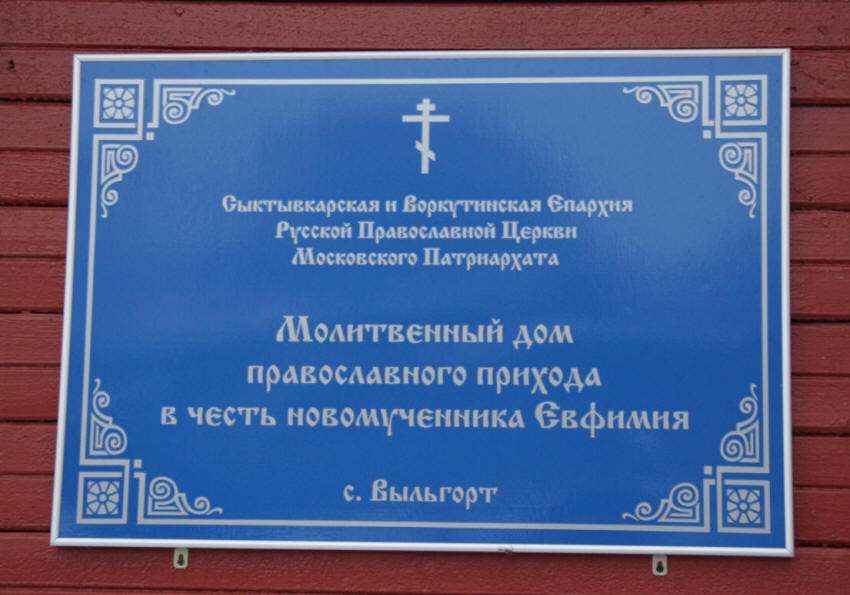 Сыктывкарская и Воркутинская Епархия
Русской Православной Церкви
Московского Патриархата
Молитвенный дом
православного прихода
в честь новомученника Евфимия
с. Выльгорт